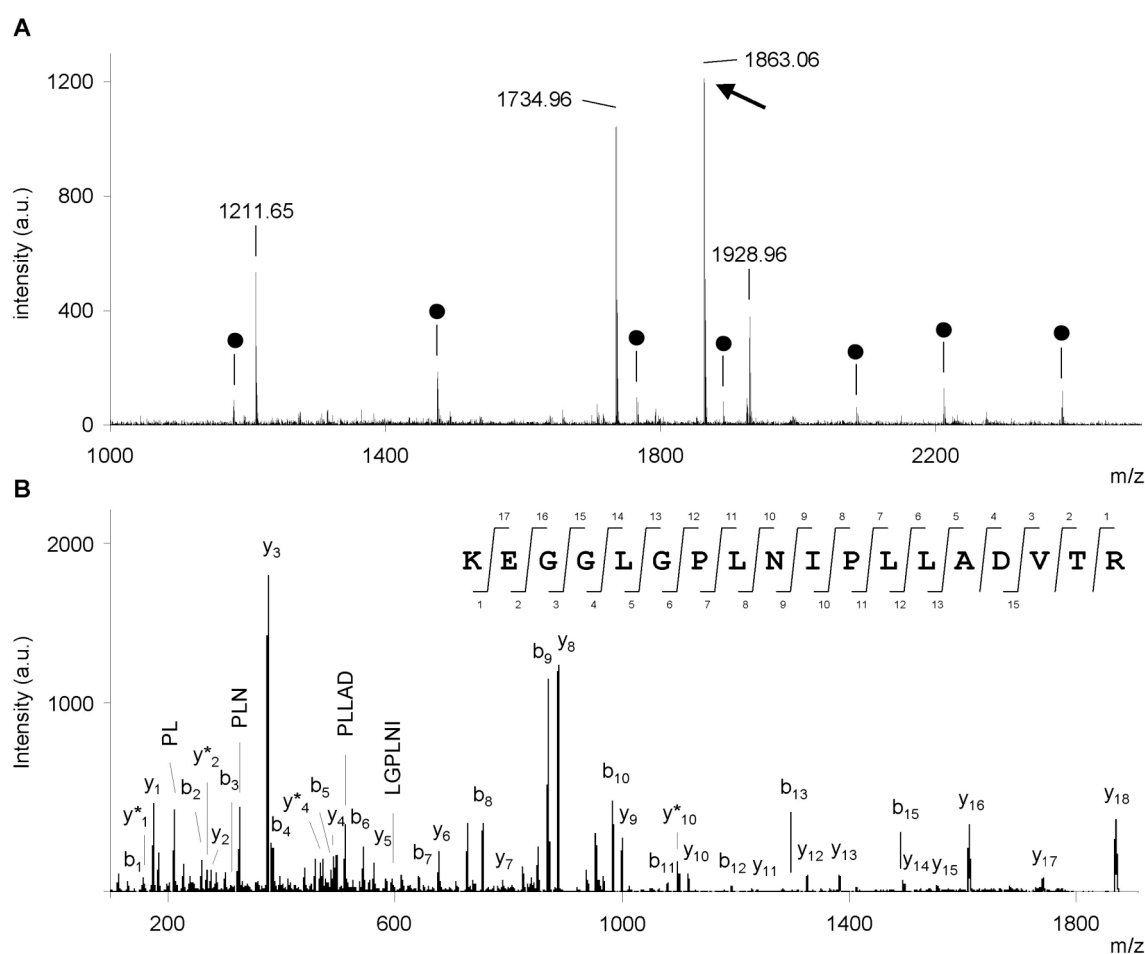 A
1200
800
400
0
intensity (a.u.)
1863.06
1734.96
1211.65
1928.96
1000
1400
1800
2200
m/z
B
2000
1000
Intensity (a.u.)
17 16 15 14 13 12 11 10 9 8 7 6 5 4 3 2 1
K E G G L G P L N I P L L A D V T R
1 2 3 4 5 6 7 8 9 10 11 12 13 15
y*1
b1
y1
PL
b2
y*2
y2
b3
PLN
y3
b4
y*4
b5
y4
PLLAD
b6
y5
LGPLNI
b7
y6
b8
y7
b9
y8
b10
y9
b11
y*10
y10
b12
y11
b13
y12
y13
b15
y14
y15
y16
y17
y18
200
600
1000
1400
1800
m/z